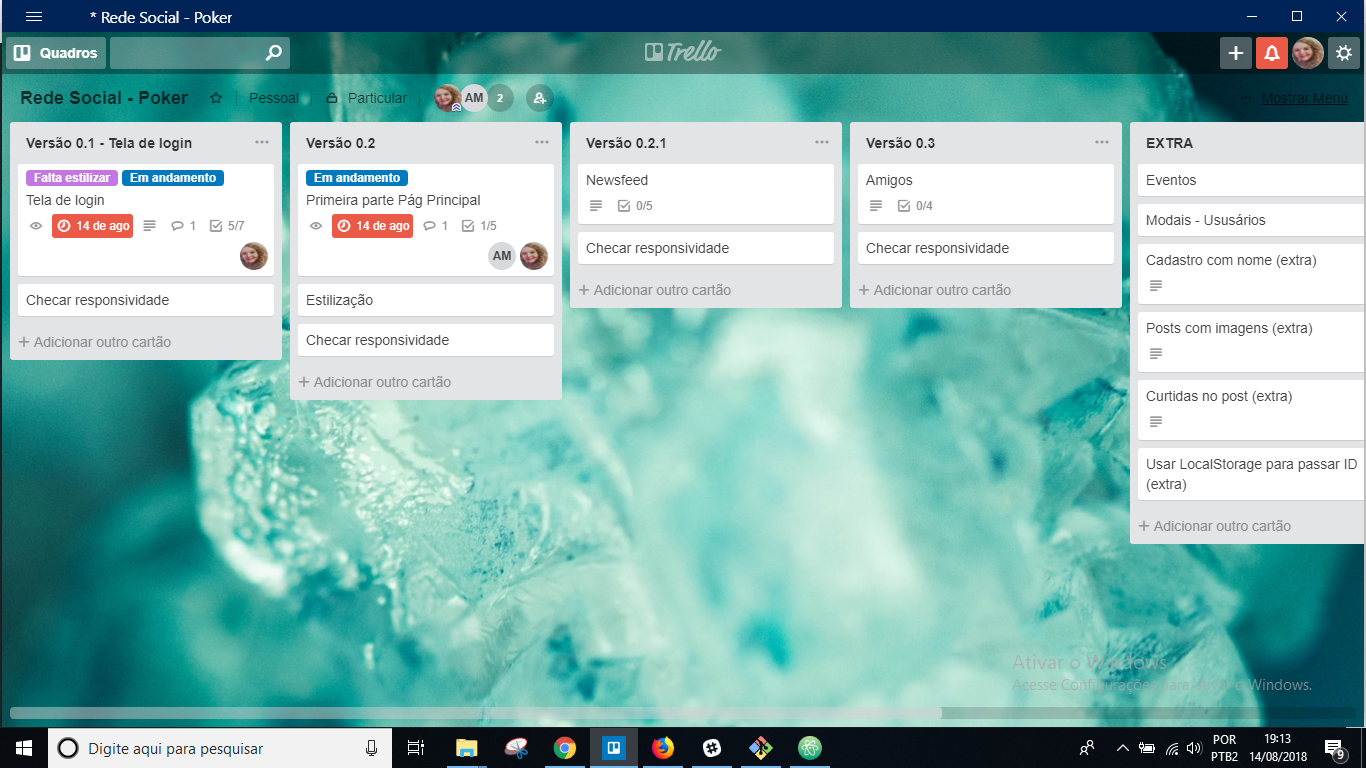 * Rede Social - Poker
Quadros
Trello
Rede Social - Poker
Pessoal
Particular
AM
2
Mostrar Menu
Versão 0.1 - Tela de login
Falta estilizar
Em andamento
Tela de login
14 de ago
1
5/7
Checar responsividade
+ Adicionar outro cartão
Versão 0.2
Em andamento
Primeira parte Pág Principal
14 de ago
1
1/5
AM
Estilização
Checar responsividade
+ Adicionar outro cartão
Versão 0.2.1
Newsfeed
0/5
Checar responsividade
+ Adicionar outro cartão
Versão 0.3
Amigos
0/4
Checar responsividade
+ Adicionar outro cartão
EXTRA
Eventos
Modais - Ususários
Cadastro com nome (extra)
Posts com imagens (extra)
Curtidas no post (extra)
Usar LocalStorage para passar ID
(extra)
+ Adicionar outro cartão
Ativar o Windows
Acesse Configurações para ativar o Windows.
Digite aqui para pesquisar
POR
PTB2
19:13
14/08/2018
9